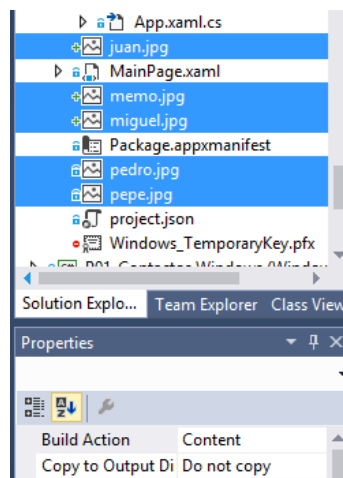 App.xaml.cs
juan.jpg
MainPage.xaml
memo.jpg
miguel.jpg
Package.appxmanifest
pedro.jpg
pepe.jpg
project.json
Windows_TemporaryKey.pfx
Solution Explo... Team Explorer Class View
Properties
Build Action Content
Copy to Output Di Do not copy